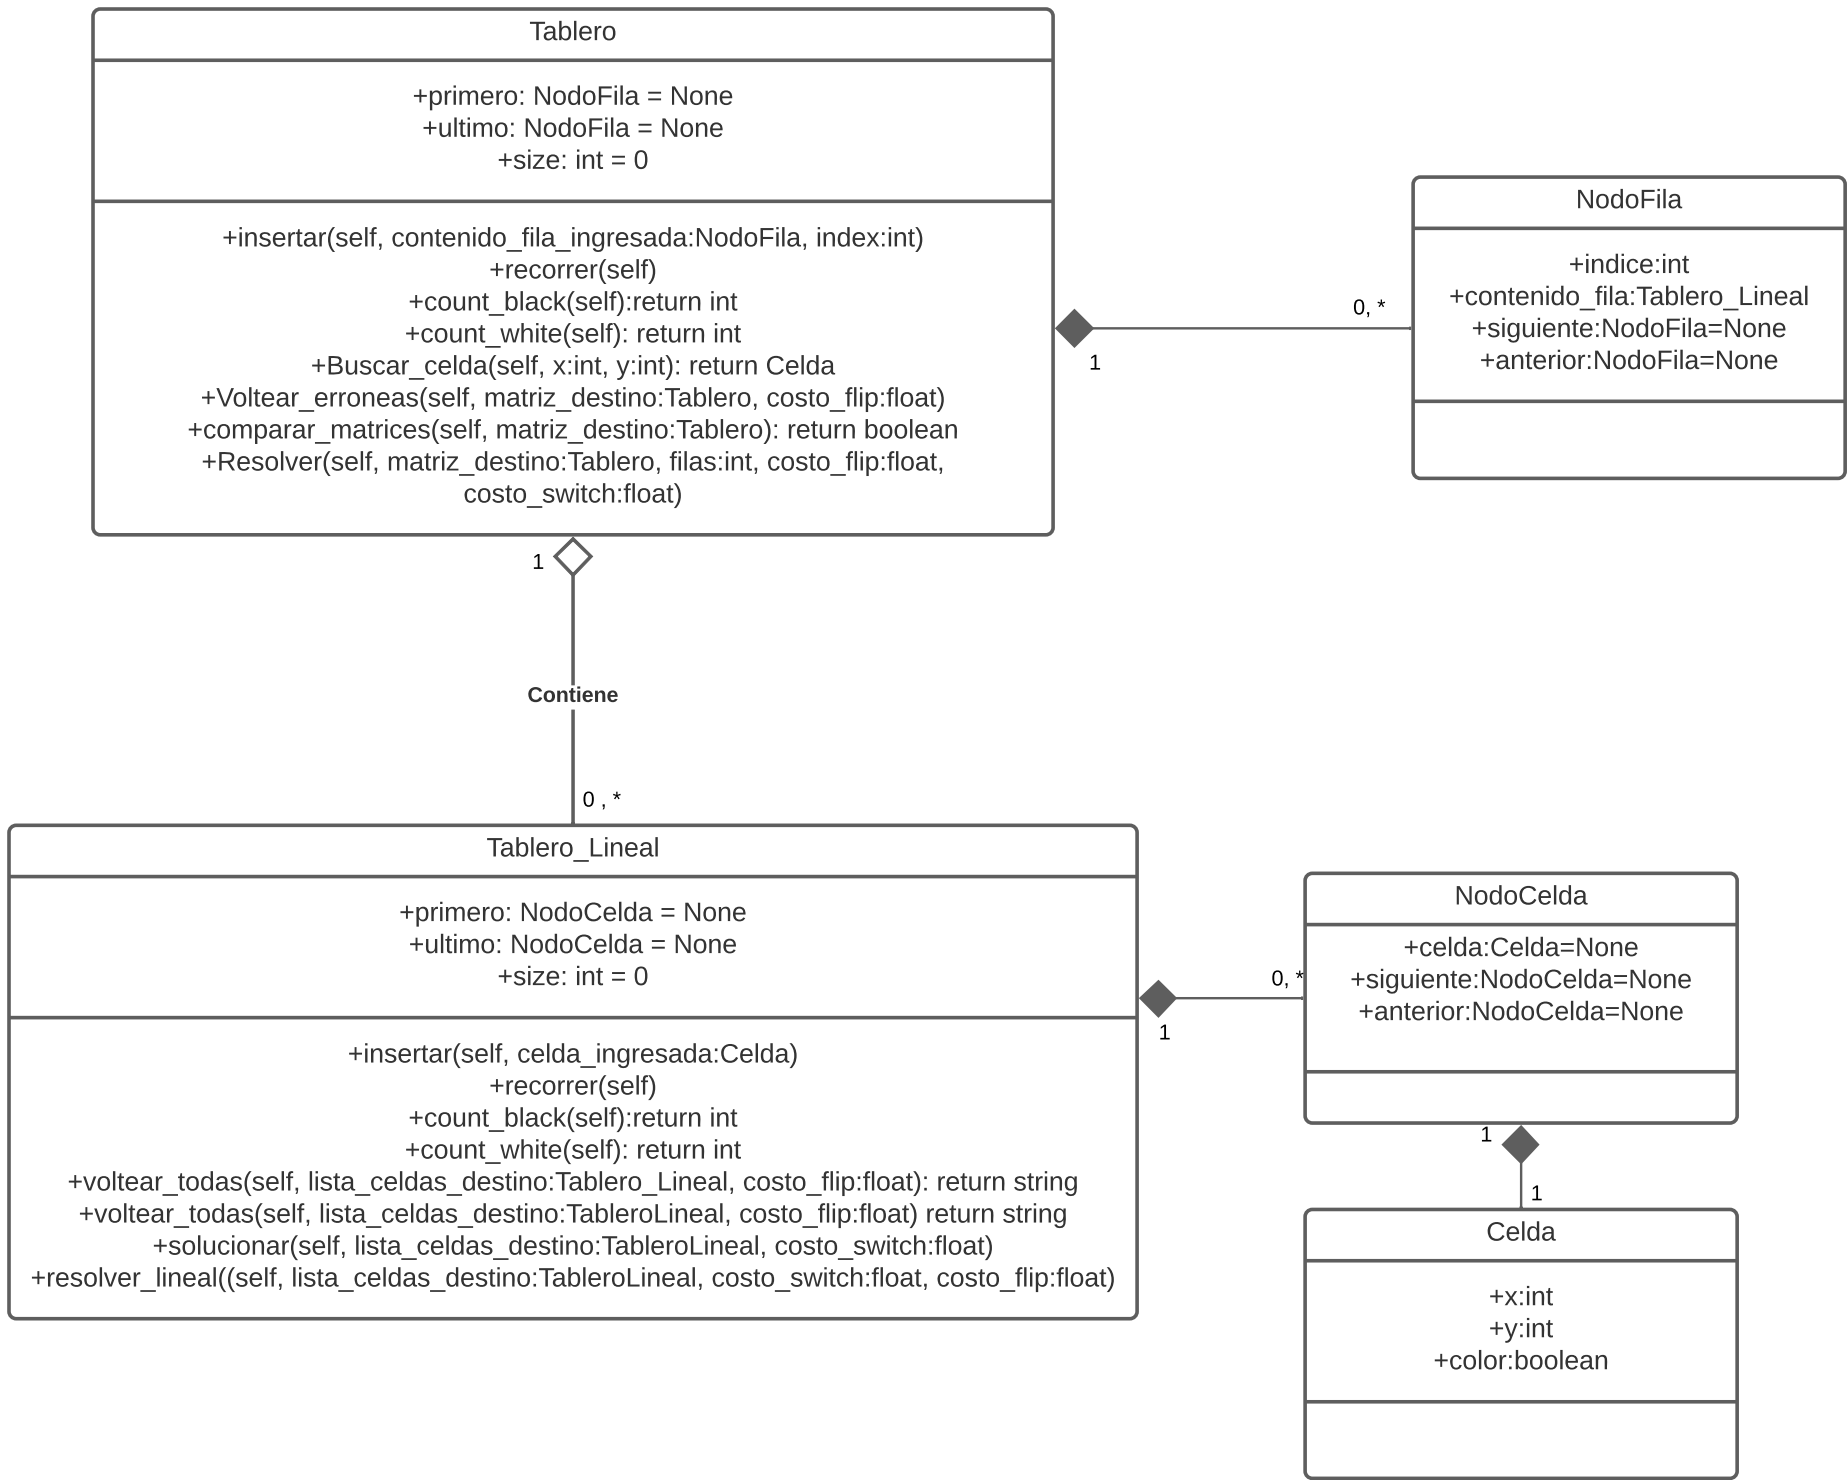 Tablero
+primero: NodoFila = None
+ultimo: NodoFila = None
+size: int = 0
+insertar(self, contenido_fila_ingresada:NodoFila, index:int)
+recorrer(self)
+count_black(self):return int
+count_white(self): return int
+Buscar_celda(self, x:int, y:int): return Celda
+Voltear_erroneas(self, matriz_destino:Tablero, costo_flip:float)
+comparar_matrices(self, matriz_destino:Tablero): return boolean
+Resolver(self, matriz_destino:Tablero, filas:int, costo_flip:float,
costo_switch:float)
1
0, *
NodoFila
+indice:int
+contenido_fila:Tablero_Lineal
+siguiente:NodoFila=None
+anterior:NodoFila=None
1
Contiene
0 , *
Tablero_Lineal
+primero: NodoCelda = None
+ultimo: NodoCelda = None
+size: int = 0
+insertar(self, celda_ingresada:Celda)
+recorrer(self)
+count_black(self):return int
+count_white(self): return int
+voltear_todas(self, lista_celdas_destino:Tablero_Lineal, costo_flip:float): return string
+voltear_todas(self, lista_celdas_destino:TableroLineal, costo_flip:float) return string
+solucionar(self, lista_celdas_destino:TableroLineal, costo_switch:float)
+resolver_lineal((self, lista_celdas_destino:TableroLineal, costo_switch:float, costo_flip:float)
1
0, *
NodoCelda
+celda:Celda=None
+siguiente:NodoCelda=None
+anterior:NodoCelda=None
1
1
Celda
+x:int
+y:int
+color:boolean